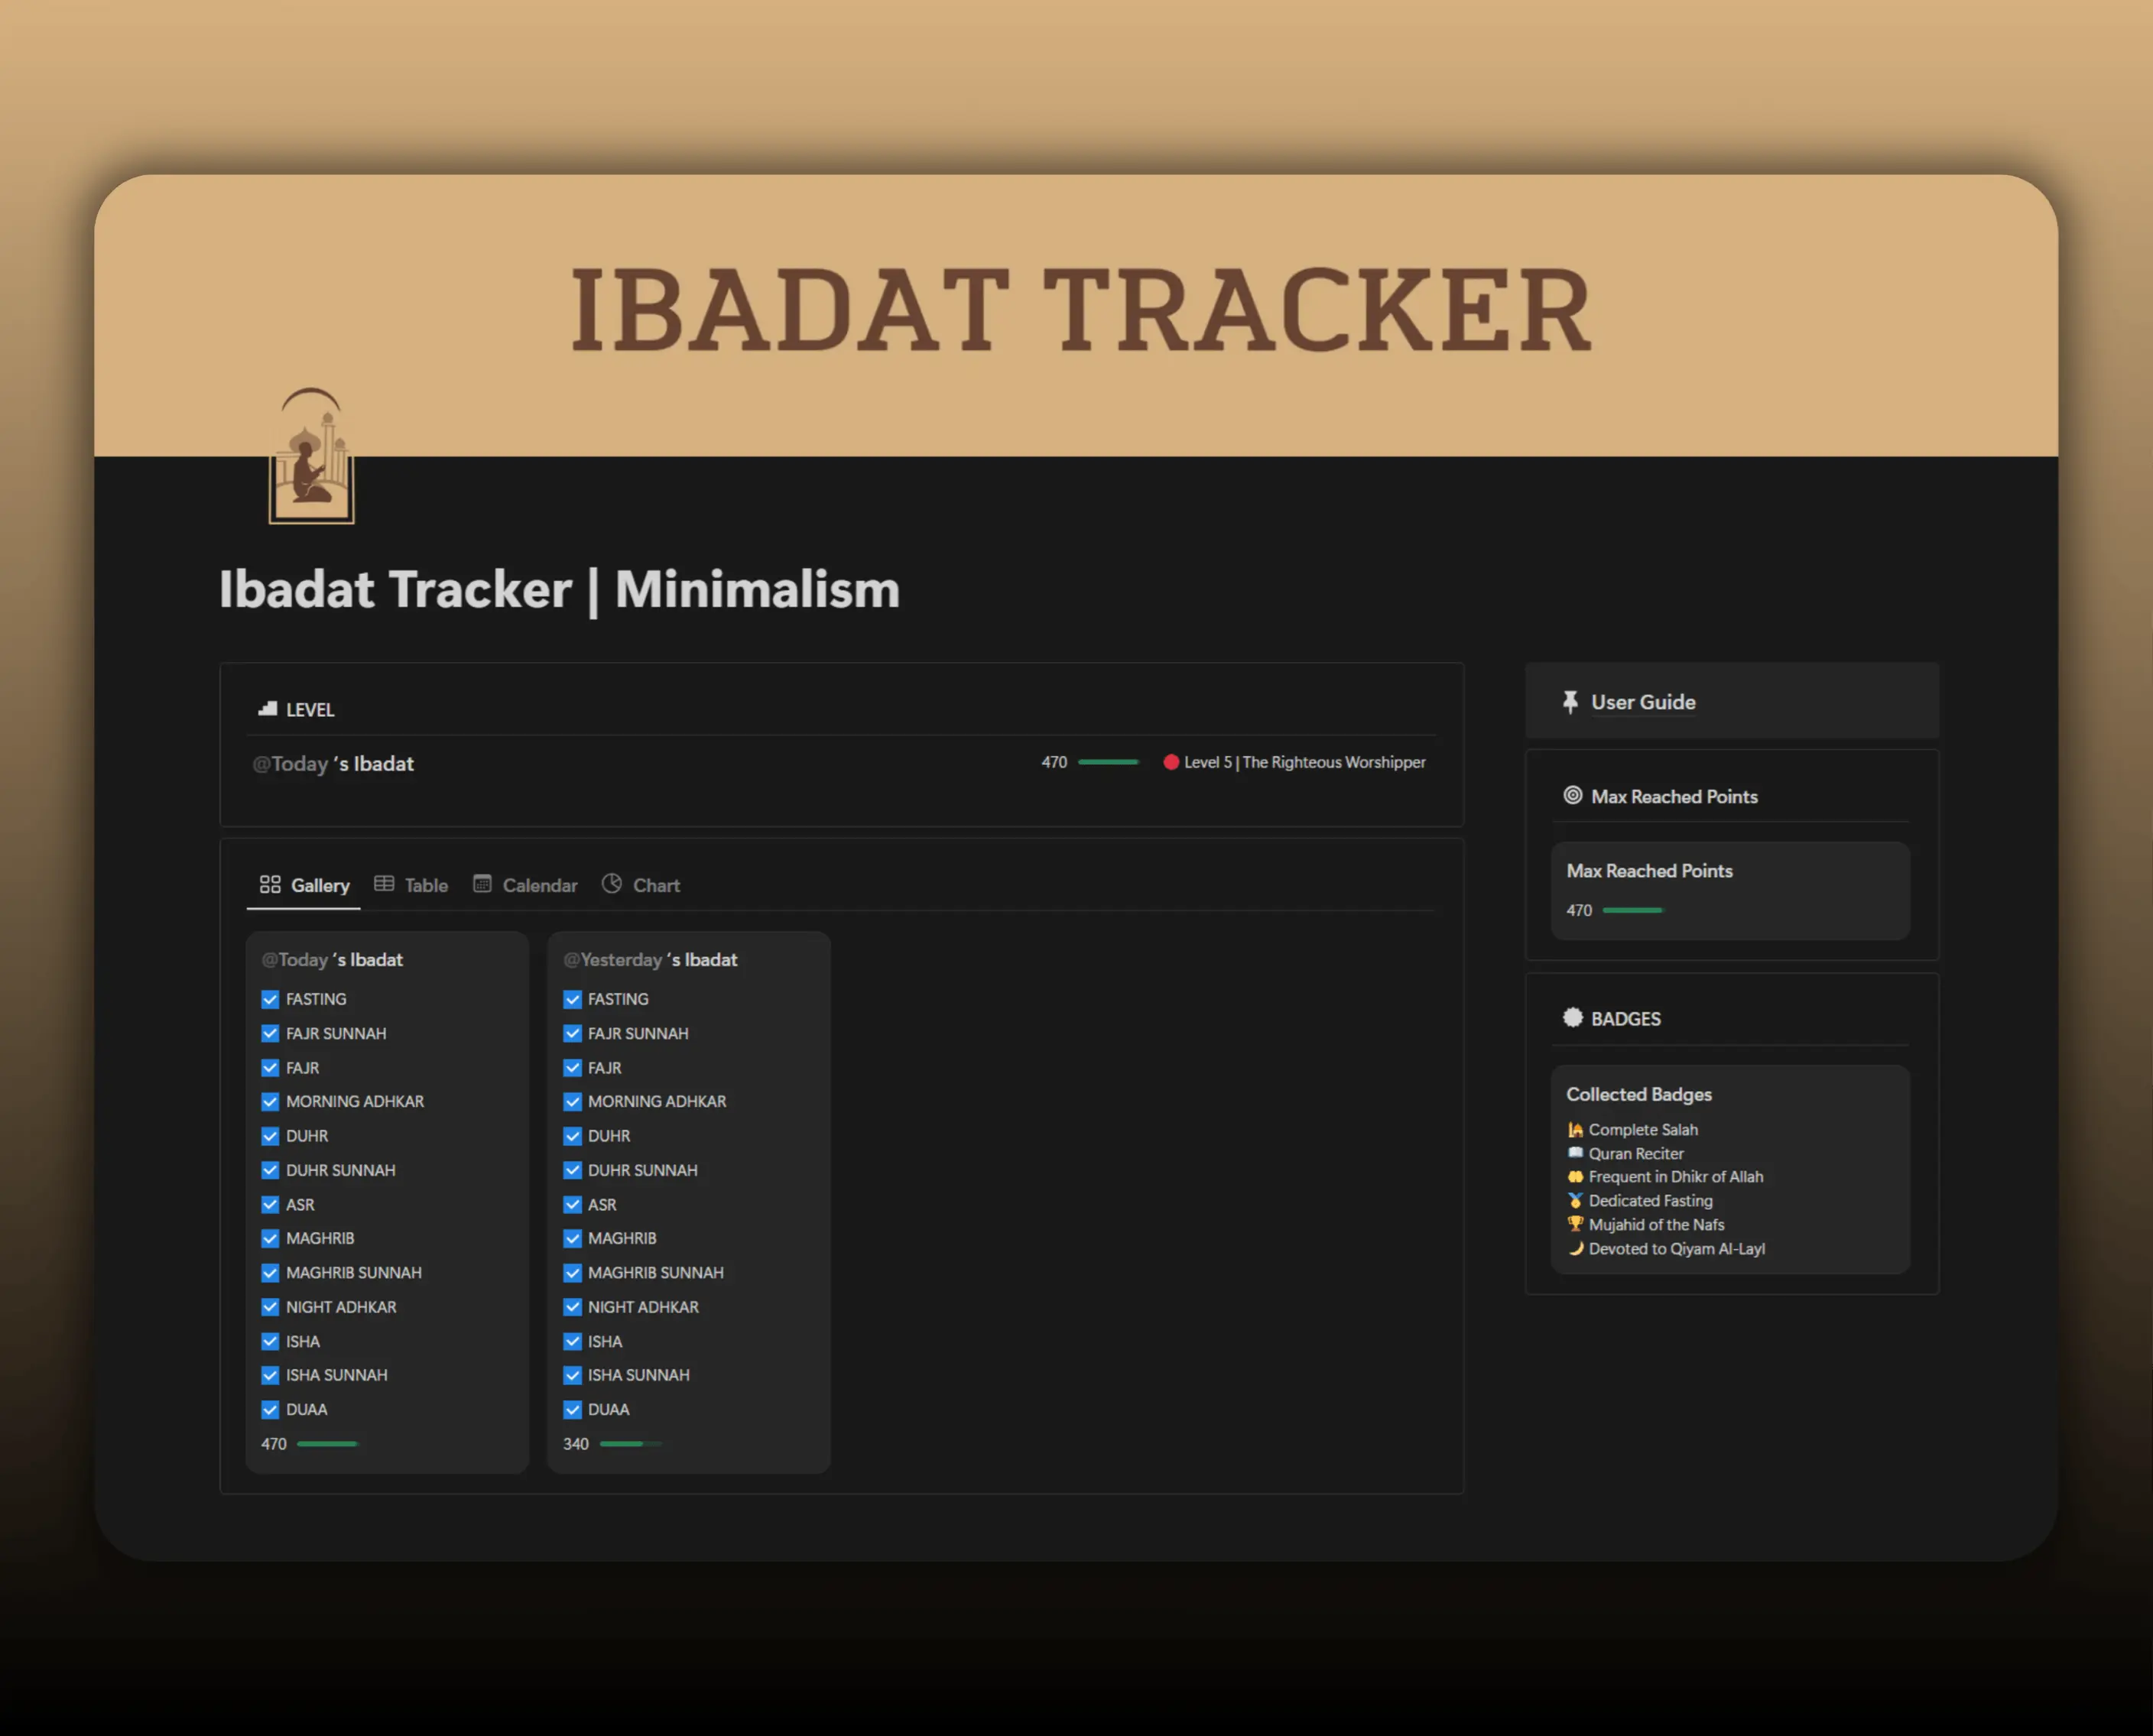 IBADAT TRACKER
Ibadat Tracker | Minimalism
LEVEL
@Today 's Ibadat
470
Level 5 | The Righteous Worshipper
Gallery
Table
Calendar
Chart
@Today 's Ibadat
FASTING
FAJR SUNNAH
FAJR
MORNING ADHKAR
DUHR
DUHR SUNNAH
ASR
MAGHRIB
MAGHRIB SUNNAH
NIGHT ADHKAR
ISHA
ISHA SUNNAH
DUAA
470
@Yesterday 's Ibadat
FASTING
FAJR SUNNAH
FAJR
MORNING ADHKAR
DUHR
DUHR SUNNAH
ASR
MAGHRIB
MAGHRIB SUNNAH
NIGHT ADHKAR
ISHA
ISHA SUNNAH
DUAA
340
User Guide
Max Reached Points
Max Reached Points
470
BADGES
Collected Badges
Complete Salah
Quran Reciter
Frequent in Dhikr of Allah
Dedicated Fasting
Mujahid of the Nafs
Devoted to Qiyam Al-Layl